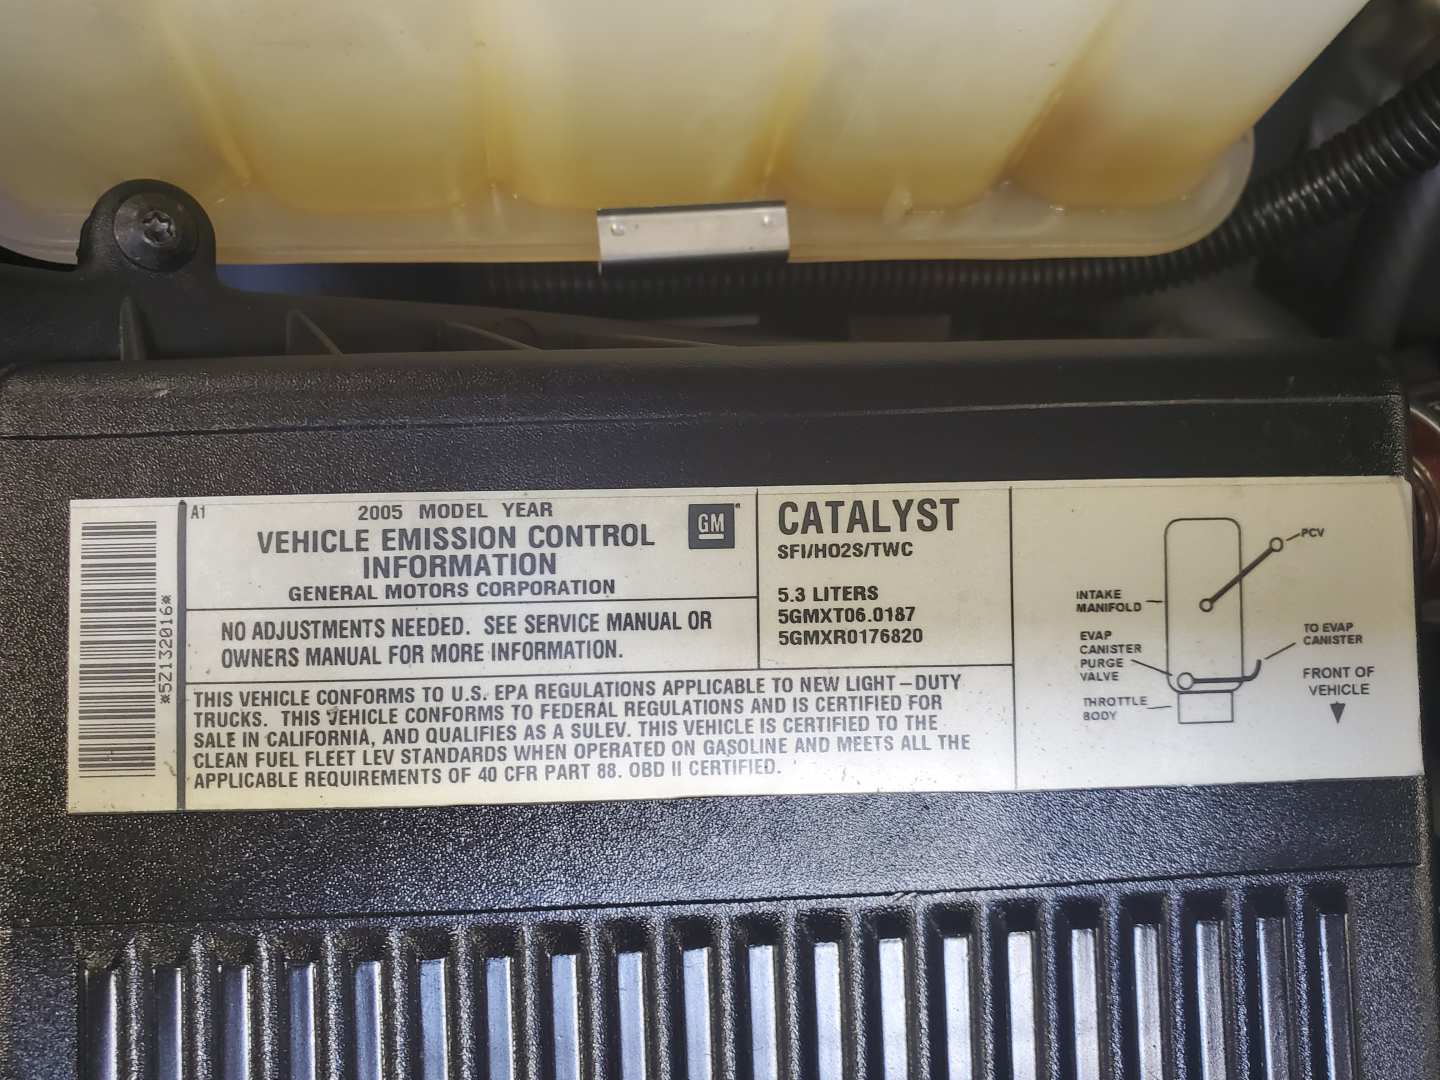 *5Z132016*
A1
2005 MODEL YEAR
VEHICLE EMISSION CONTROL
INFORMATION
GENERAL MOTORS CORPORATION
GM
NO ADJUSTMENTS NEEDED. SEE SERVICE MANUAL OR
OWNERS MANUAL FOR MORE INFORMATION.
CATALYST
SFI/HO2S/TWC
5.3 LITERS
5GMXT06.0187
5GMXR0176820
THIS VEHICLE CONFORMS TO U.S. EPA REGULATIONS APPLICABLE TO NEW LIGHT-DUTY
TRUCKS. THIS VEHICLE CONFORMS TO FEDERAL REGULATIONS AND IS CERTIFIED FOR
SALE IN CALIFORNIA, AND QUALIFIES AS A SULEV. THIS VEHICLE IS CERTIFIED TO THE
CLEAN FUEL FLEET LEV STANDARDS WHEN OPERATED ON GASOLINE AND MEETS ALL THE
APPLICABLE REQUIREMENTS OF 40 CFR PART 88. OBD II CERTIFIED.
PCV
INTAKE
MANIFOLD
EVAP
CANISTER
PURGE
VALVE
THROTTLE
BODY
TO EVAP
CANISTER
FRONT OF
VEHICLE